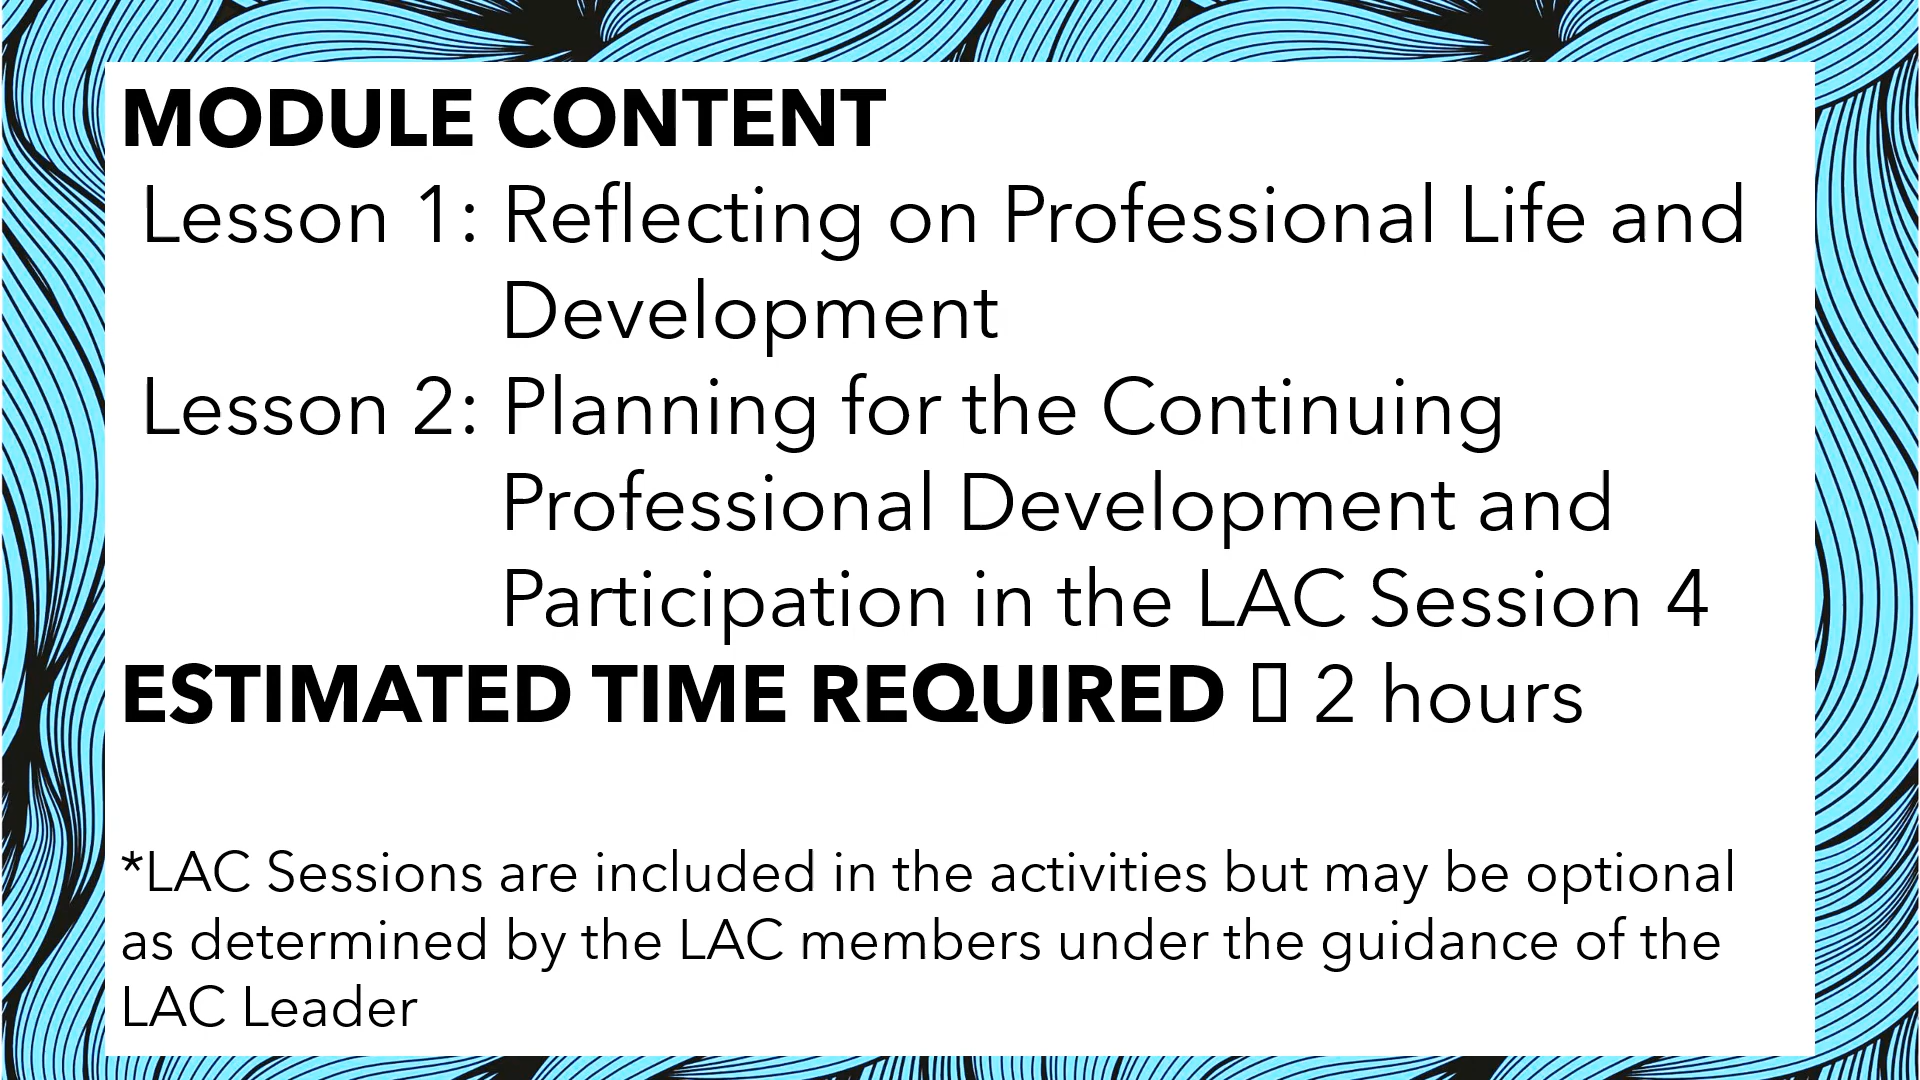 MODULE CONTENT
Lesson 1: Reflecting on Professional Life and
Development
Lesson 2: Planning for the Continuing
Professional Development and
Participation in the LAC Session 4
ESTIMATED TIME REQUIRED  2 hours
*LAC Sessions are included in the activities but may be optional
as determined by the LAC members under the guidance of the
LAC Leader